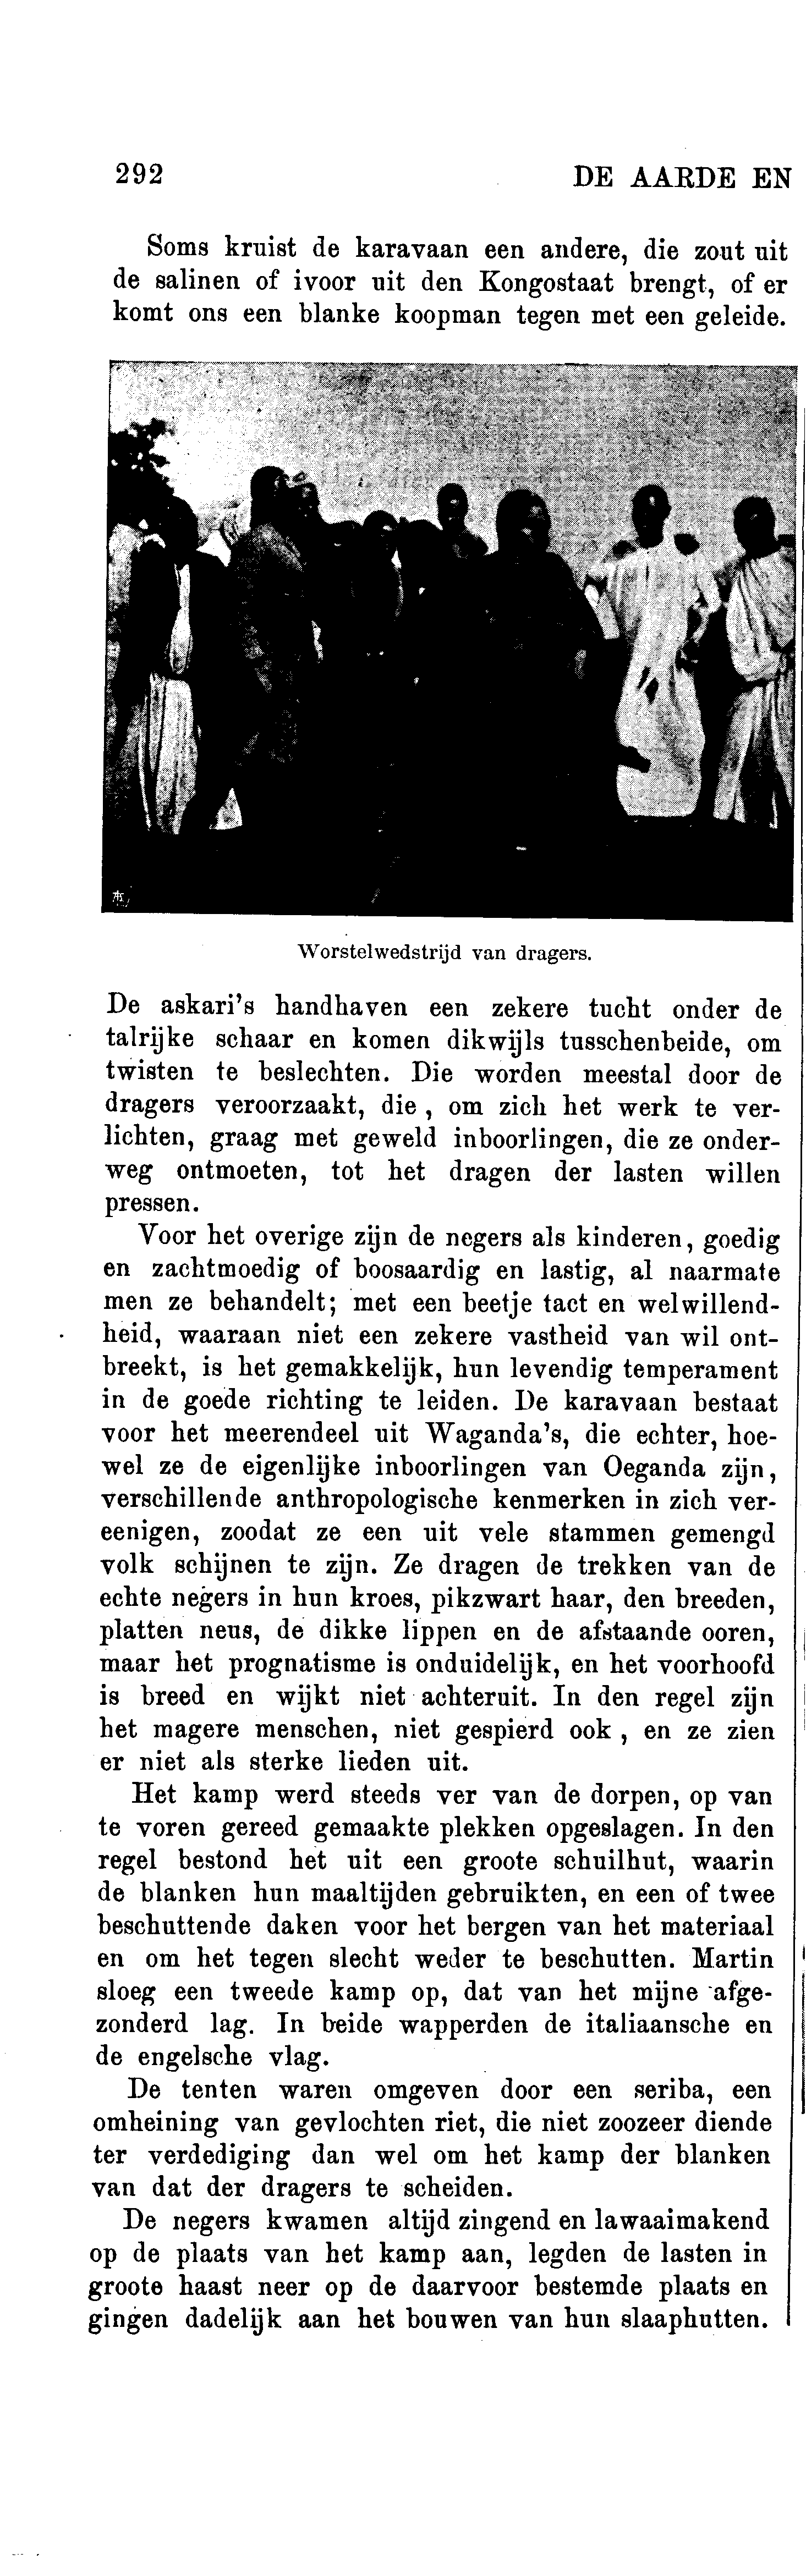 292 DE AARDE EN
Soms kruist de karavaan een andere, die zout uit
de salinen of ivoor uit den Kongostaat brengt, of er
komt ons een blanke koopman tegen met een geleide.
Worstelwedstrijd van dragers.
De askari's handhaven een zekere tucht onder de
talrijke schaar en komen dikwijls tusschenbeide, om
twisten te beslechten. Die worden meestal door de
dragers veroorzaakt, die, om zich het werk te ver-
lichten, graag met geweld inboorlingen, die ze onder-
weg ontmoeten, tot het dragen der lasten willen
pressen.
Voor het overige zijn de negers als kinderen, goedig
en zachtmoedig of boosaardig en lastig, al naarmate
men ze behandelt; met een beetje tact en welwillend-
heid, waaraan niet een zekere vastheid van wil ont-
breekt, is het gemakkelijk, hun levendig temperament
in de goede richting te leiden. De karavaan bestaat
voor het meerendeel uit Waganda's, die echter, hoe-
wel ze de eigenlijke inboorlingen van Oeganda zijn,
verschillende anthropologische kenmerken in zich ver-
eenigen, zoodat ze een uit vele stammen gemengd
volk schijnen te zijn. Ze dragen de trekken van de
echte negers in hun kroes, pikzwart haar, den breeden,
platten neus, de dikke lippen en de afstaande ooren,
maar het prognatisme is onduidelijk, en het voorhoofd
is breed en wijkt niet achteruit. In den regel zijn
het magere menschen, niet gespierd ook, en ze zien
er niet als sterke lieden uit.
Het kamp werd steeds ver van de dorpen, op van
te voren gereed gemaakte plekken opgeslagen. In den
regel bestond het uit een groote schuilhut, waarin
de blanken hun maaltijden gebruikten, en een of twee
beschuttende daken voor het bergen van het materiaal
en om het tegen slecht weder te beschutten. Martin
sloeg een tweede kamp op, dat van het mijne afge-
zonderd lag. In beide wapperden de italiaansche en
de engelsche vlag.
De tenten waren omgeven door een seriba, een
omheining van gevlochten riet, die niet zoozeer diende
ter verdediging dan wel om het kamp der blanken
van dat der dragers te scheiden.
De negers kwamen altijd zingend en lawaaimakend
op de plaats van het kamp aan, legden de lasten in
groote haast neer op de daarvoor bestemde plaats en
gingen dadelijk aan het bouwen van hun slaaphutten.